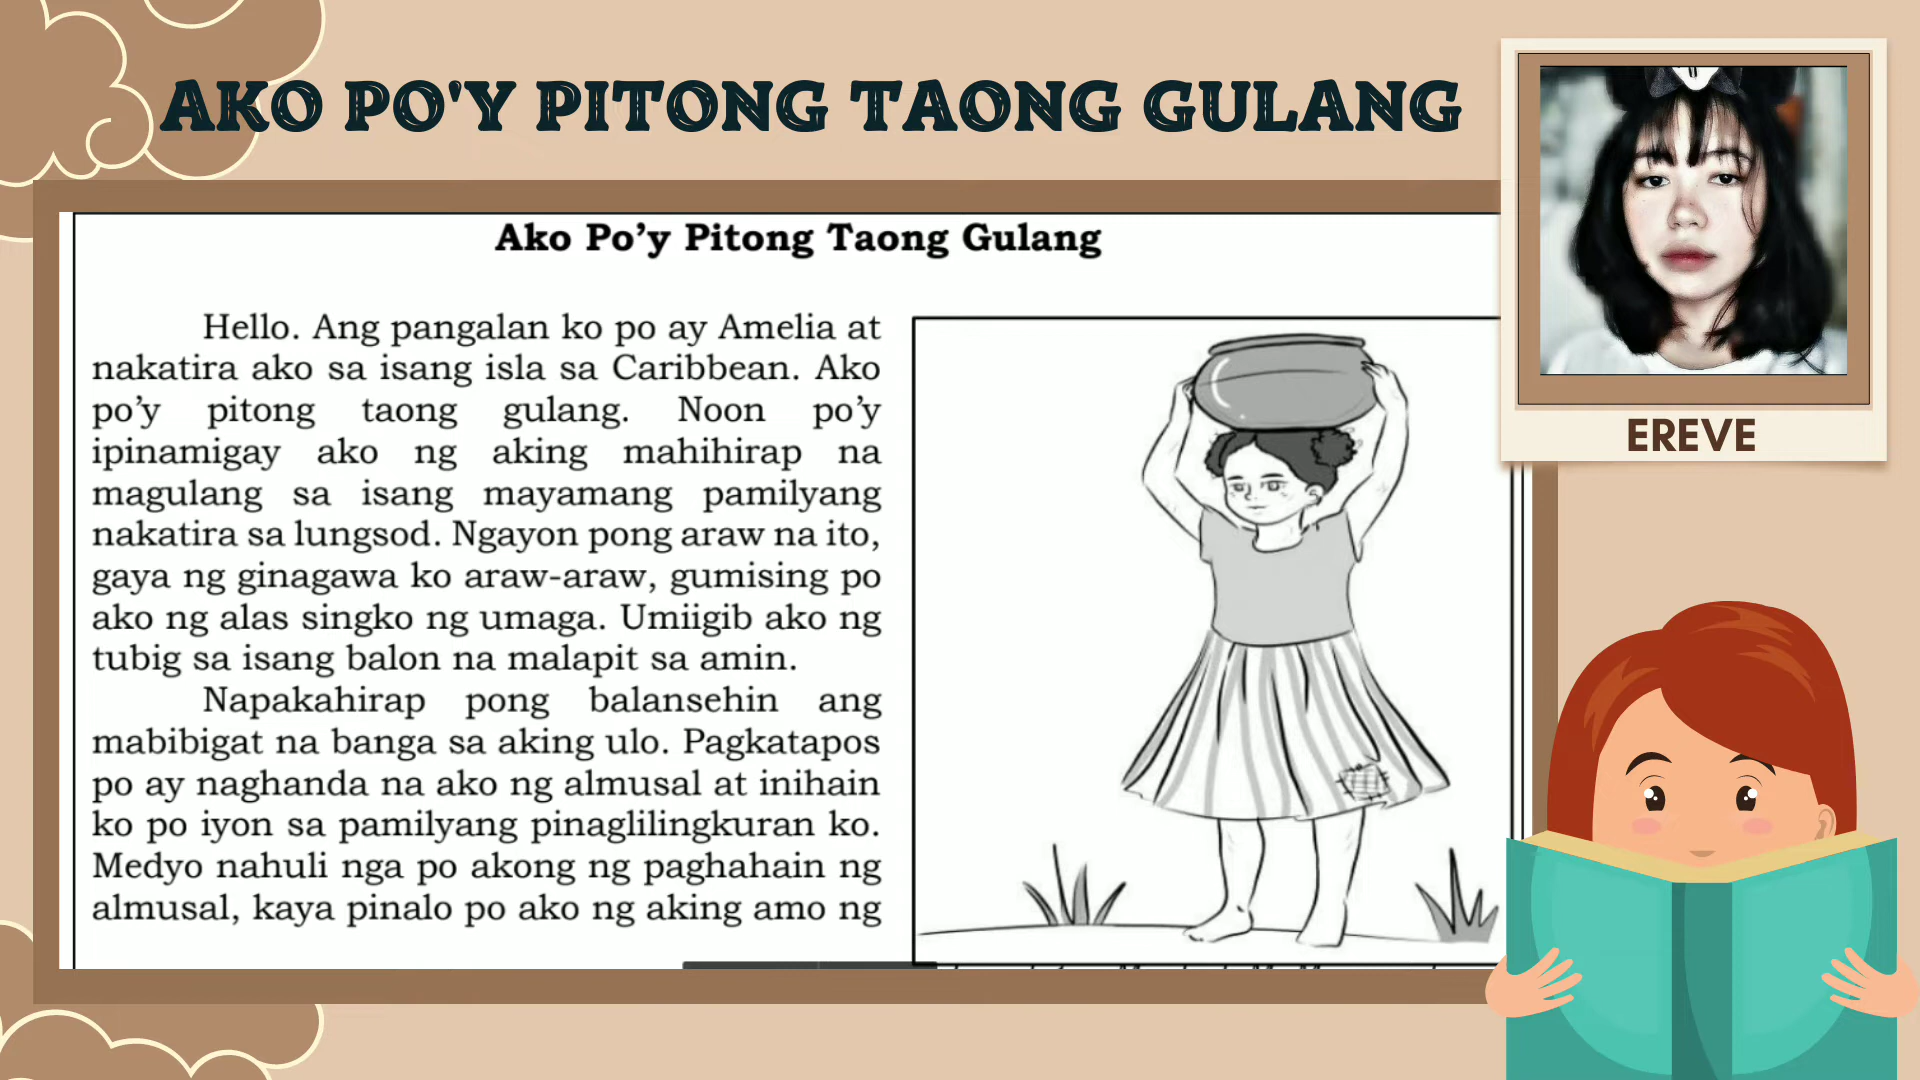 AKO PO'Y PITONG TAONG GULANG
Ako Po’y Pitong Taong Gulang
Hello. Ang pangalan ko po ay Amelia at
nakatira ako sa isang isla sa Caribbean. Ako
po’y pitong taong gulang. Noon po’y
ipinamigay ako ng aking mahihirap na
magulang sa isang mayamang pamilyang
nakatira sa lungsod. Ngayon pong araw na ito,
gaya ng ginagawa ko araw-araw, gumising po
ako ng alas singko ng umaga. Umiigib ako ng
tubig sa isang balon na malapit sa amin.
Napakahirap pong balansehin ang
mabibigat na banga sa aking ulo. Pagkatapos
po ay naghanda na ako ng almusal at inihain
ko po iyon sa pamilyang pinaglilingkuran ko.
Medyo nahuli nga po akong ng paghahain ng
almusal, kaya pinalo po ako ng aking amo ng
EREVE